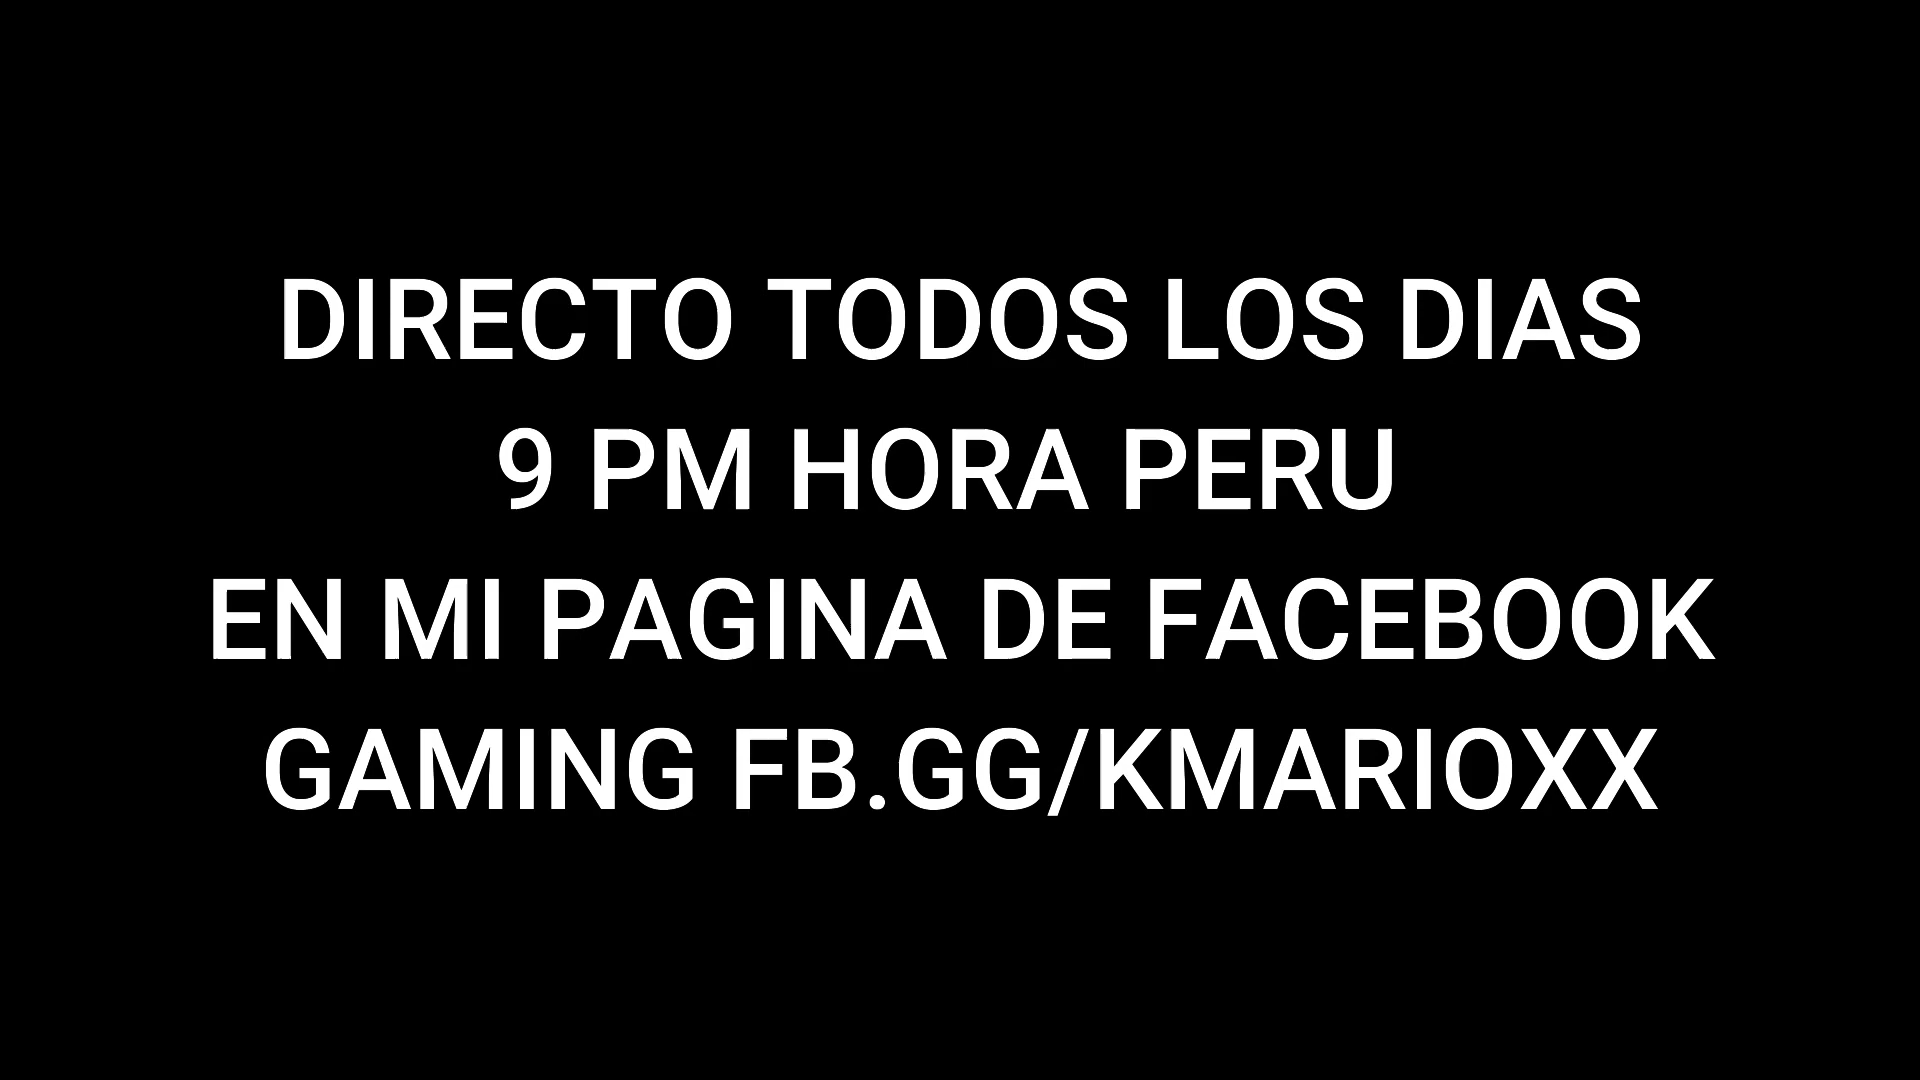 DIRECTO TODOS LOS DIAS
9 PM HORA PERU
EN MI PAGINA DE FACEBOOK
GAMING FB.GG/KMARIOXX